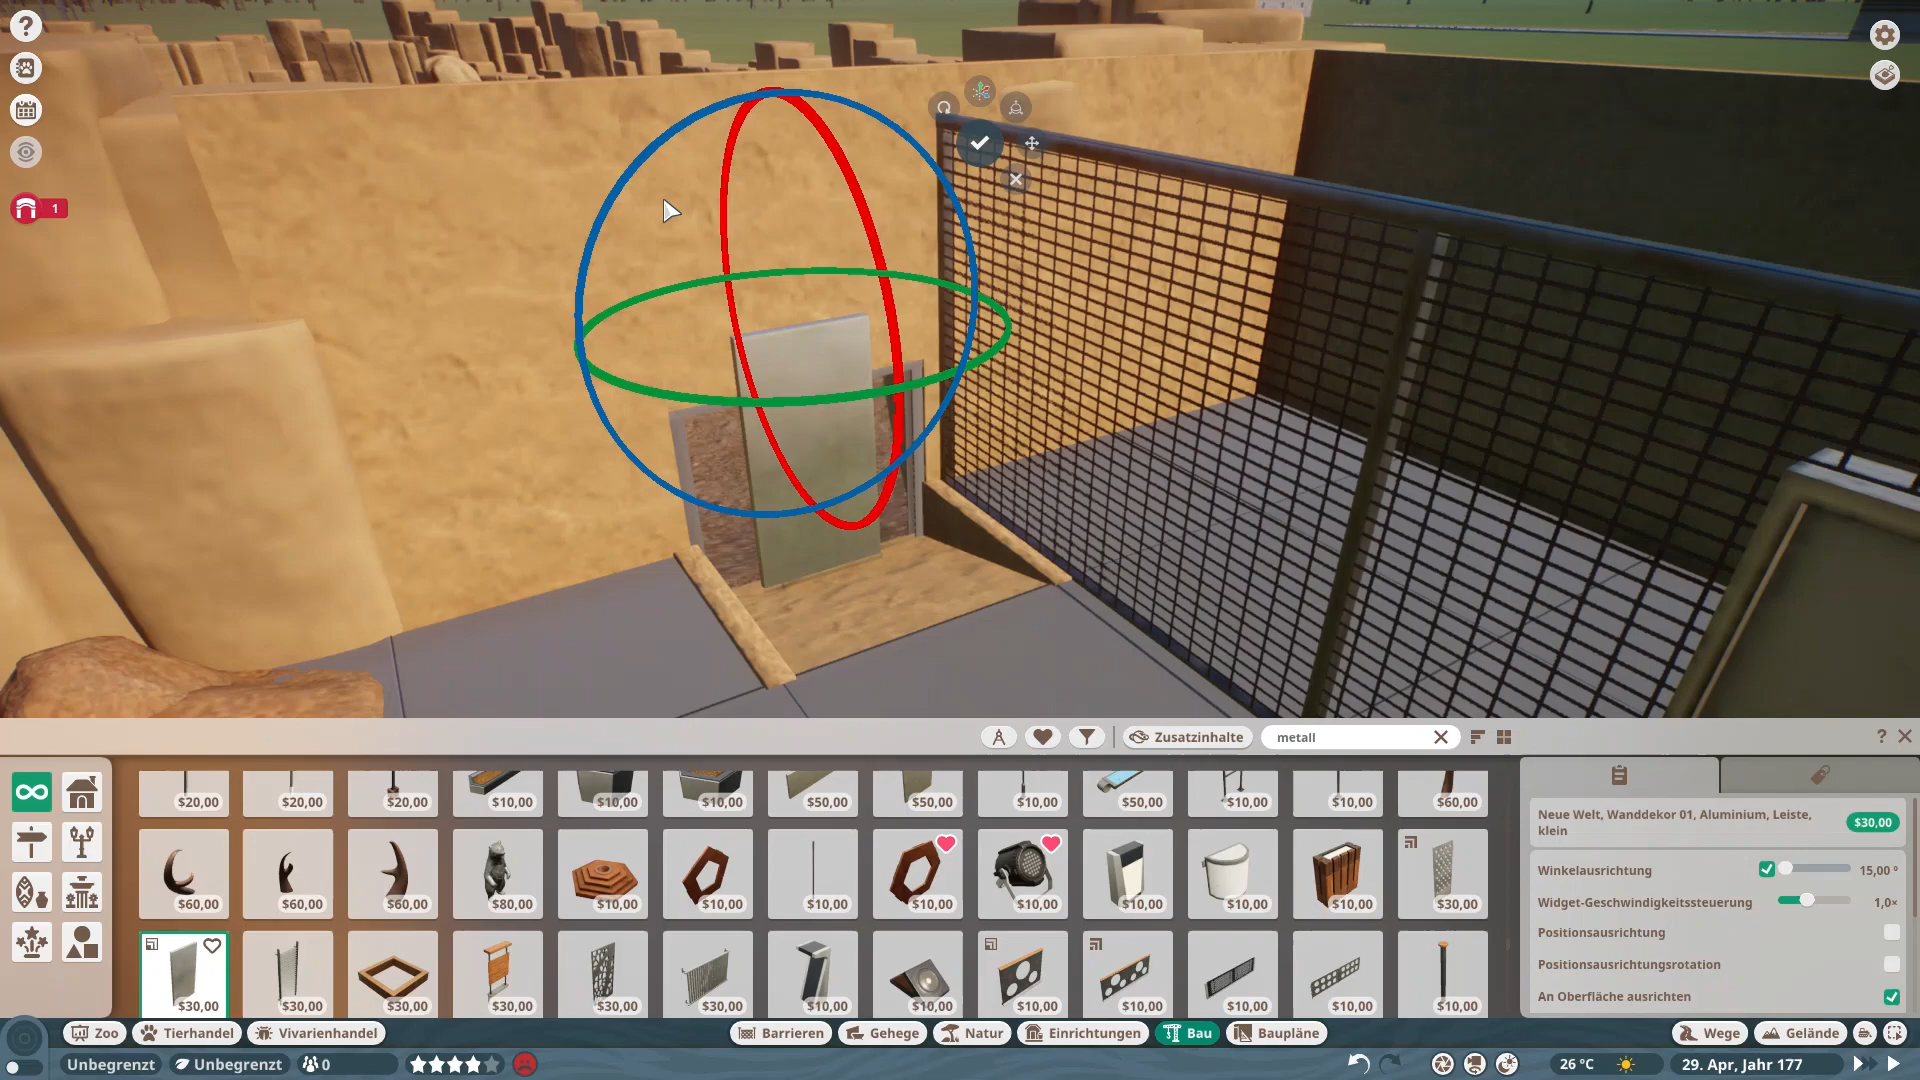 ?
1
Zusatzinhalte
metall
?
$20,00 $20,00 $20,00 $10,00 $10,00 $10,00 $50,00 $50,00 $10,00 $50,00 $10,00 $10,00 $60,00
$60,00 $60,00 $60,00 $80,00 $10,00 $10,00 $10,00 $10,00 $10,00 $10,00 $10,00 $10,00 $30,00
$30,00 $30,00 $30,00 $30,00 $30,00 $30,00 $10,00 $10,00 $10,00 $10,00 $10,00 $10,00 $10,00
Neue Welt, Wanddekor 01, Aluminium, Leiste,
klein
$30,00
Winkelausrichtung 15,00 °
Widget-Geschwindigkeitssteuerung 1,0×
Positionsausrichtung
Positionsausrichtungsrotation
An Oberfläche ausrichten
Zoo Tierhandel Vivarienhandel Barrieren Gehege Natur Einrichtungen Bau Baupläne Wege Gelände
Unbegrenzt Unbegrenzt 0 26 °C 29. Apr, Jahr 177